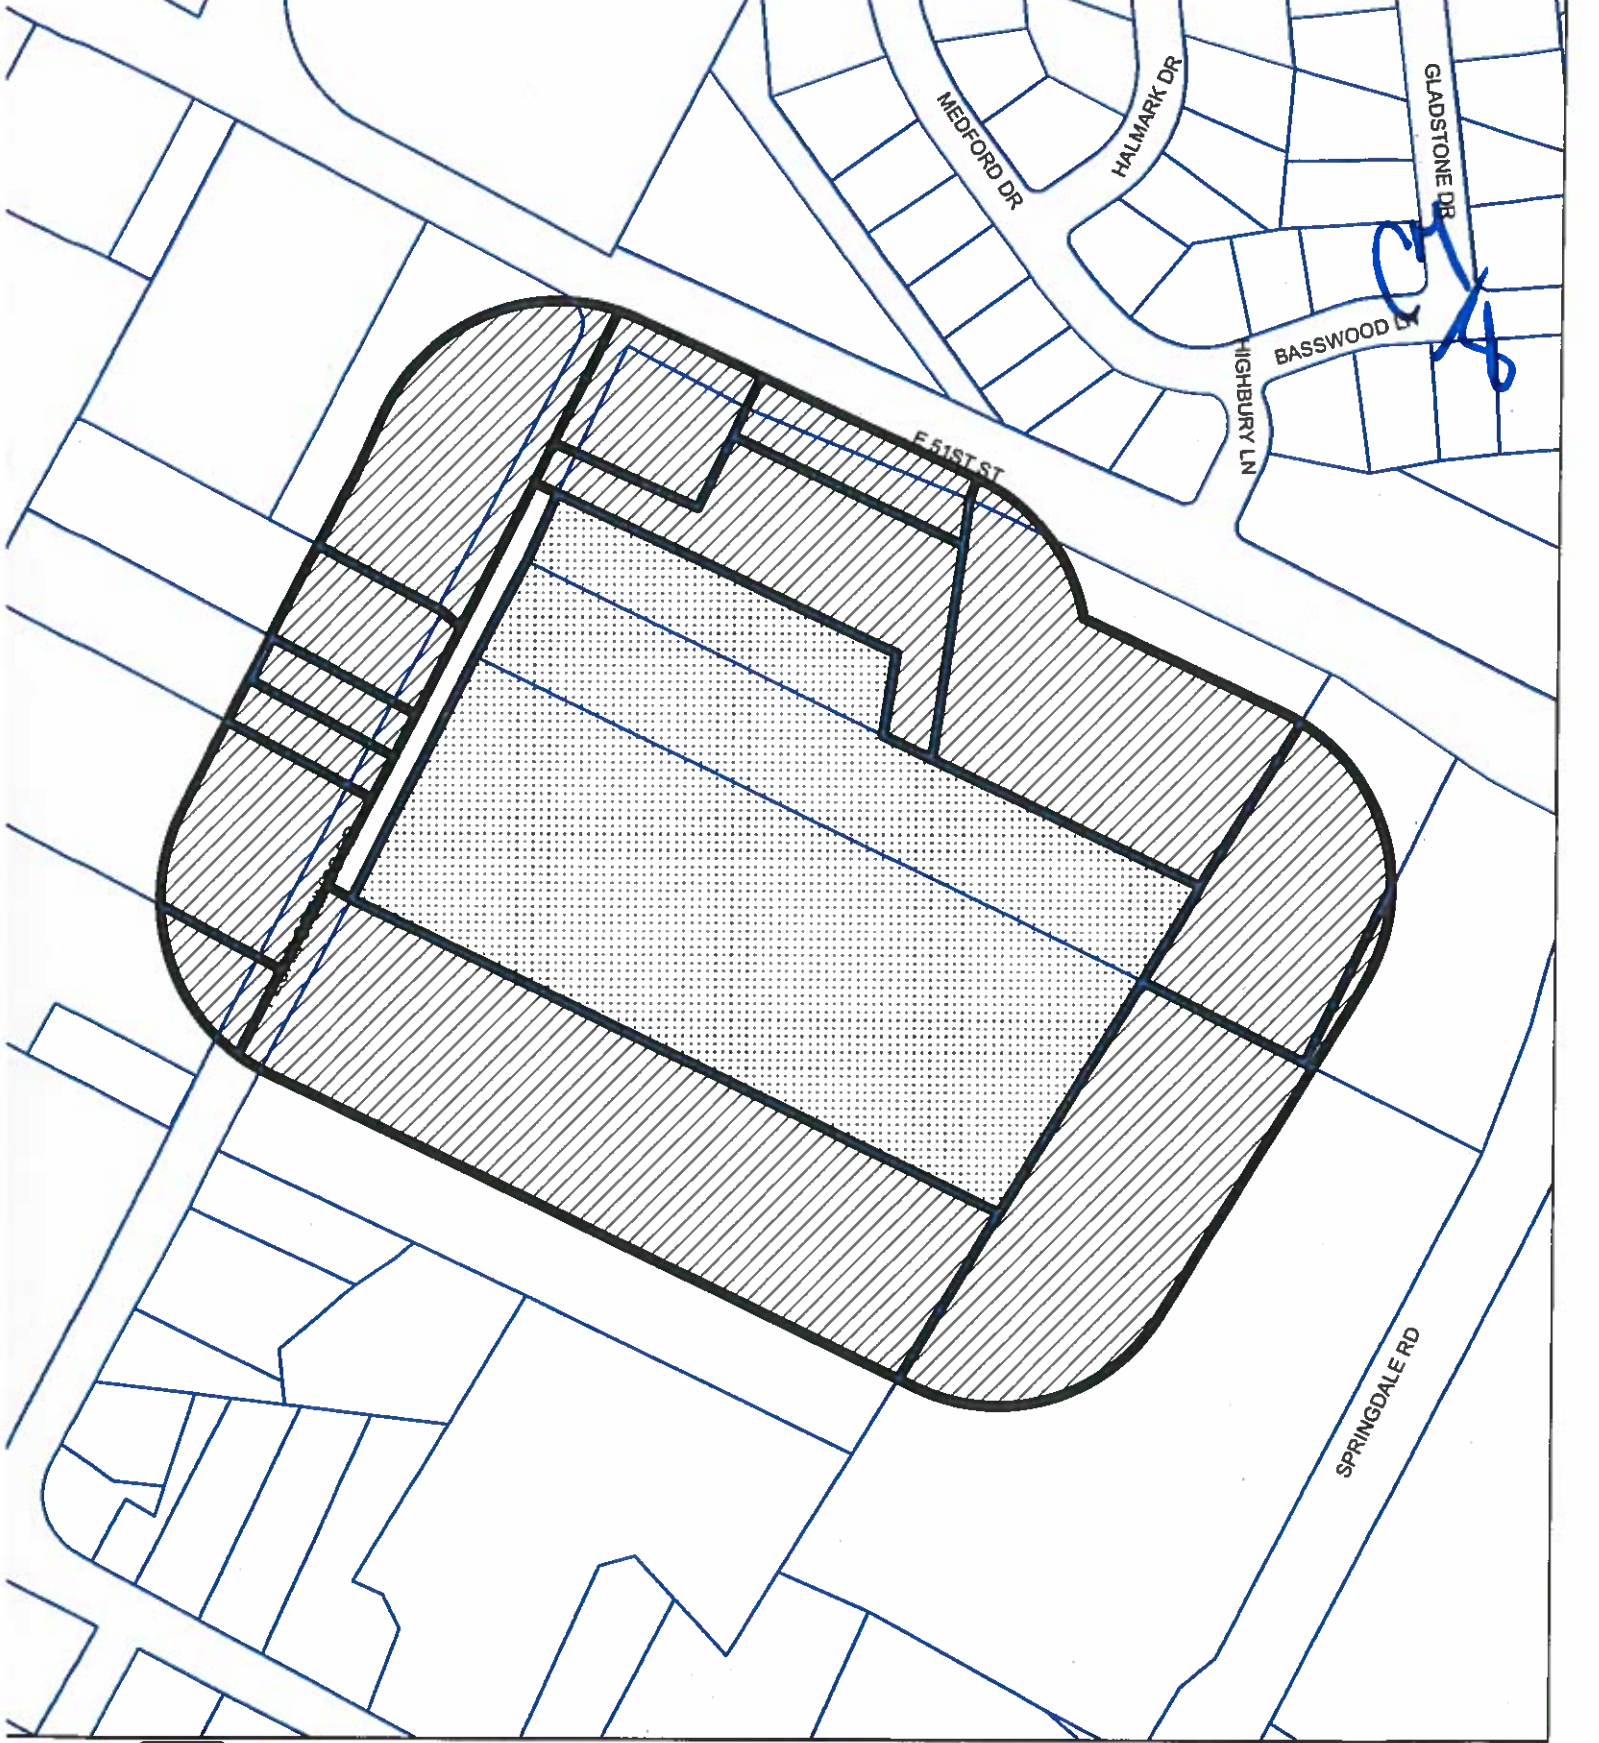 MEDFORD DR
HALMARK DR
GLADSTONE DR
BASSWOOD LN
HIGHBURY LN
E 51ST ST
SPRINGDALE RD